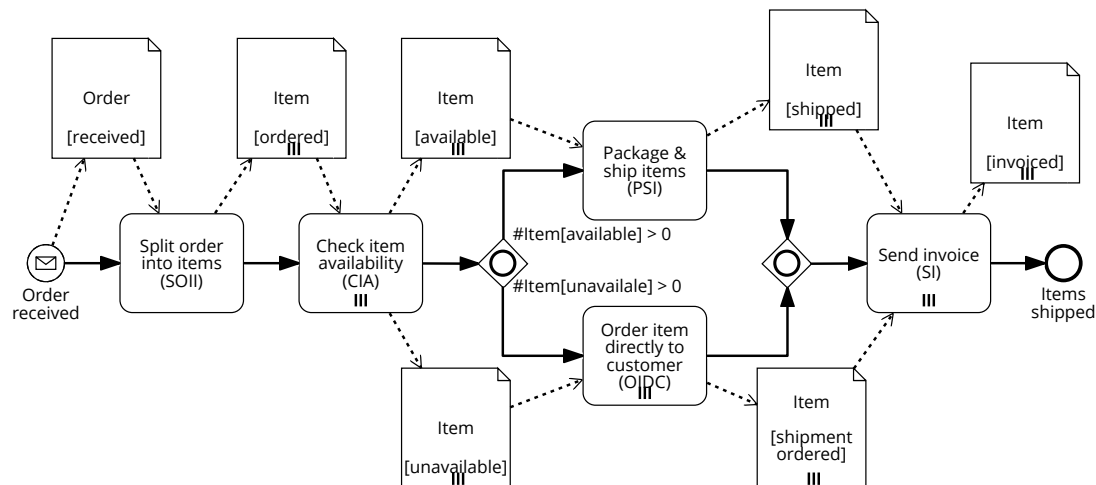 Order
[received]
Item
[ordered]
Item
[available]
Item
[shipped]
Item
[invoiced]
Package &
ship items
(PSI)
Order
received
Split order
into items
(SOII)
Check item
availability
(CIA)
#Item[available] > 0
#Item[unavailale] > 0
Send invoice
(SI)
Items
shipped
Order item
directly to
customer
(OIDC)
Item
[unavailable]
Item
[shipment
ordered]